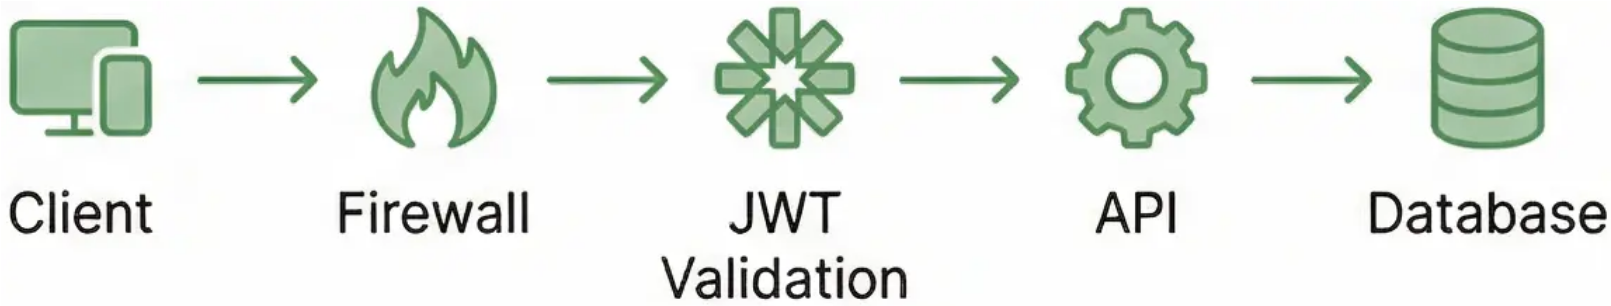 Client
Firewall
JWT
Validation
API
Database